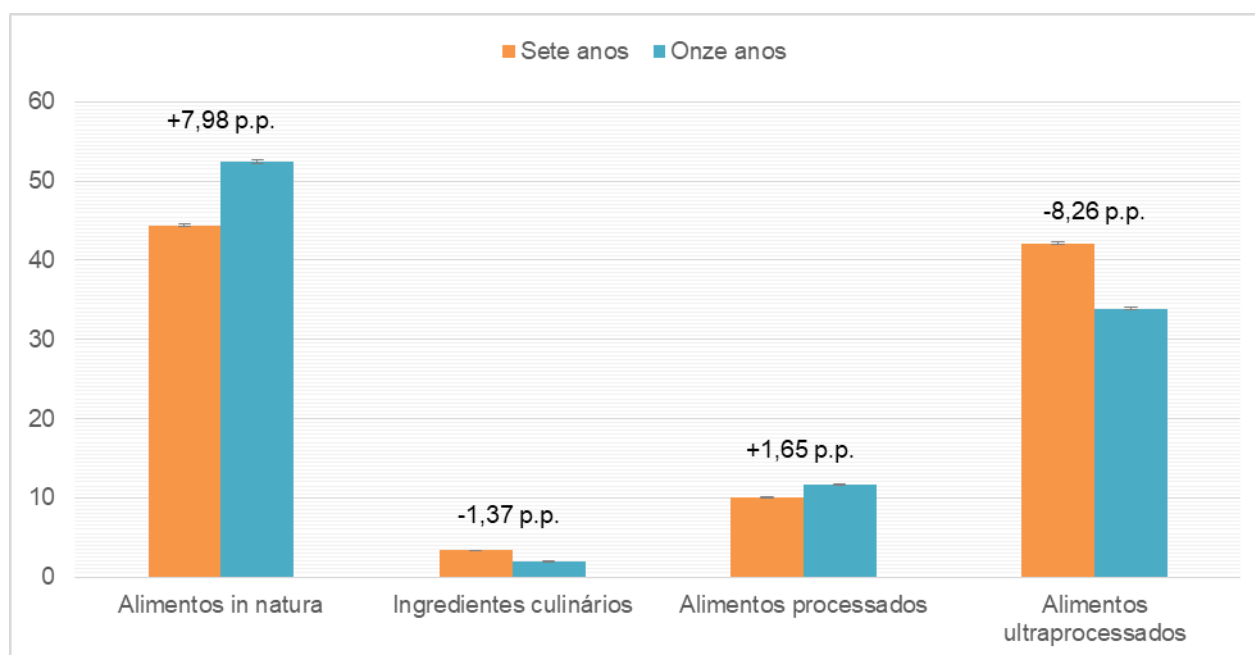 Sete anos Onze anos
60
50
40
30
20
10
0
+7,98 p.p.
-1,37 p.p.
+1,65 p.p.
-8,26 p.p.
Alimentos in natura
Ingredientes culinários
Alimentos processados
Alimentos
ultraprocessados